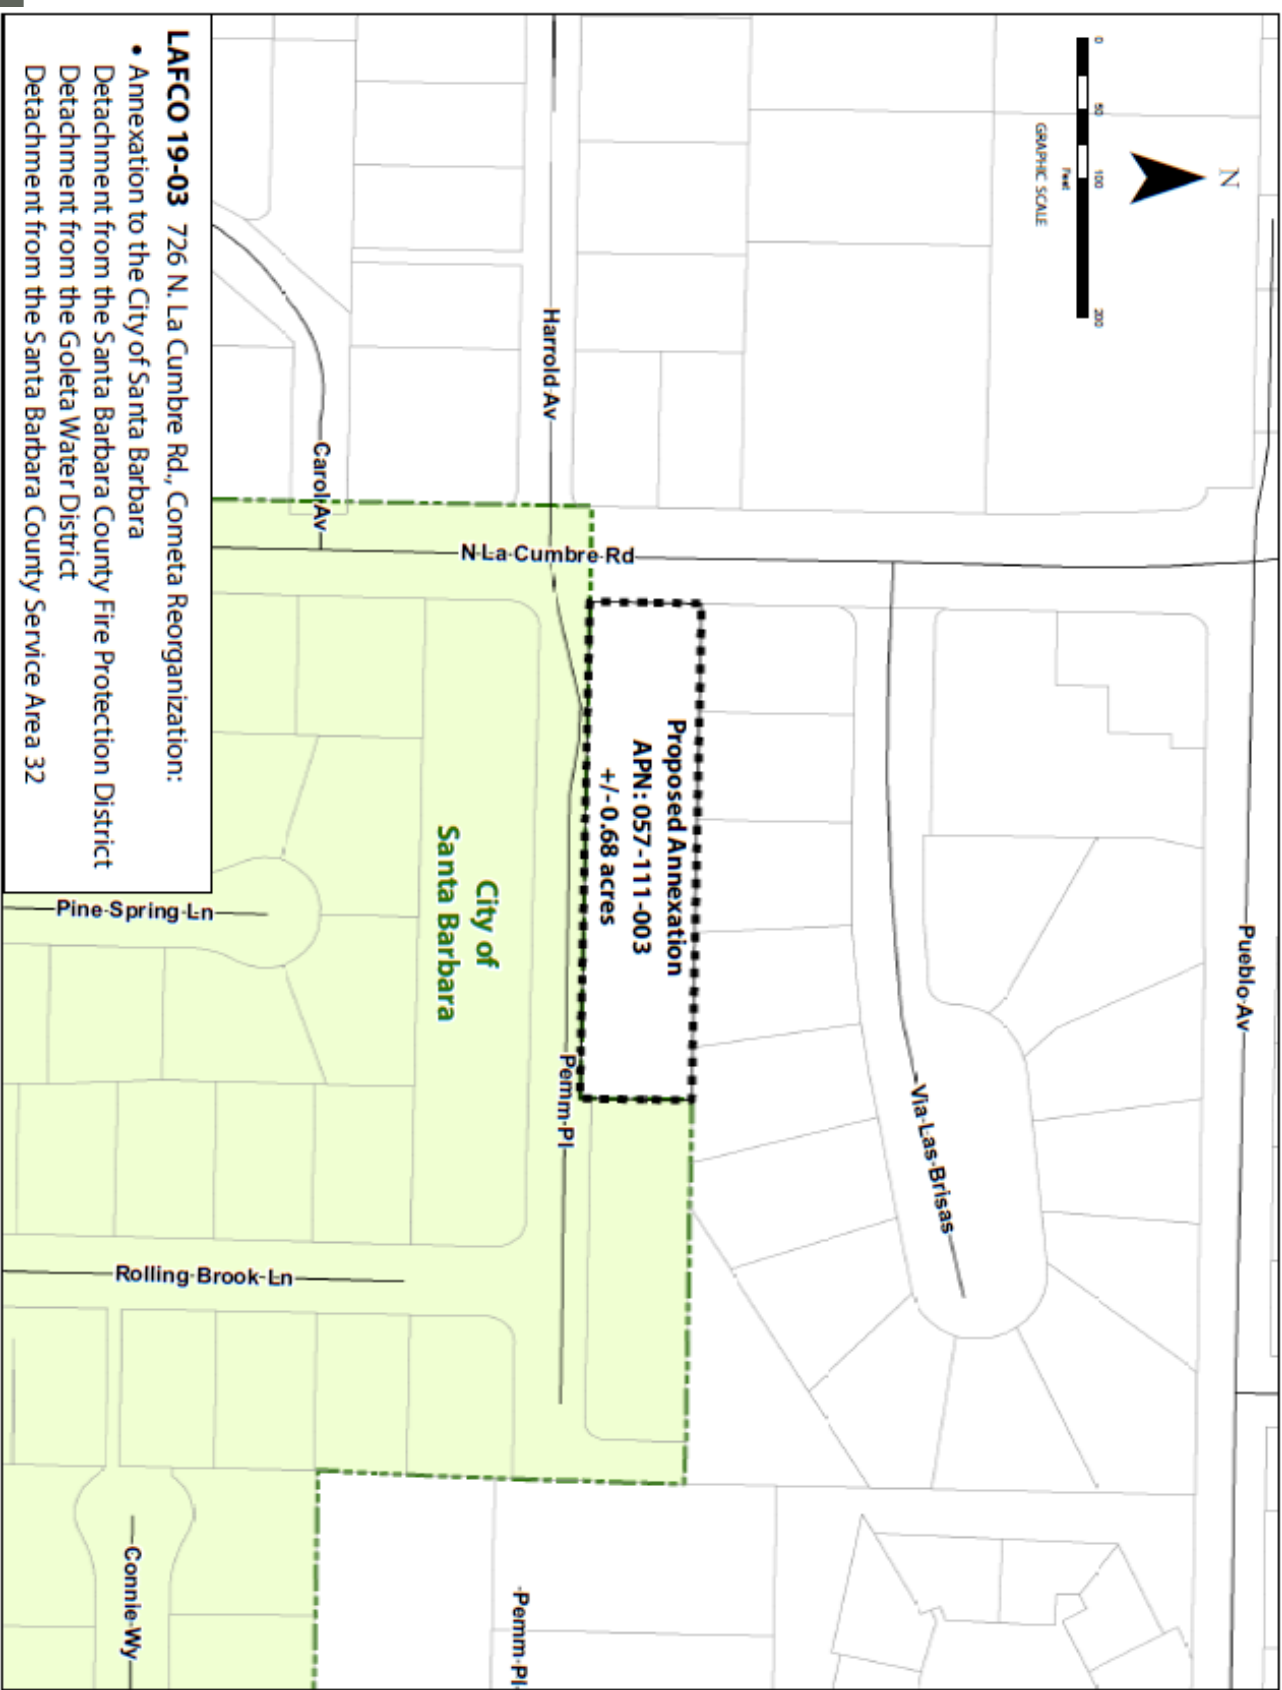 0 50 100 200
Feet
GRAPHIC SCALE
N
Pueblo Av
Via Las Brisas
Harrold Av
N La Cumbre Rd
Carol Av
Proposed Annexation
APN: 057-111-003
+/- 0.68 acres
Pemm Pl
Pemm Pl
City of
Santa Barbara
Pine Spring Ln
Rolling Brook Ln
Connie Wy
LAFCO 19-03 726 N. La Cumbre Rd., Cometa Reorganization:
• Annexation to the City of Santa Barbara
Detachment from the Santa Barbara County Fire Protection District
Detachment from the Goleta Water District
Detachment from the Santa Barbara County Service Area 32